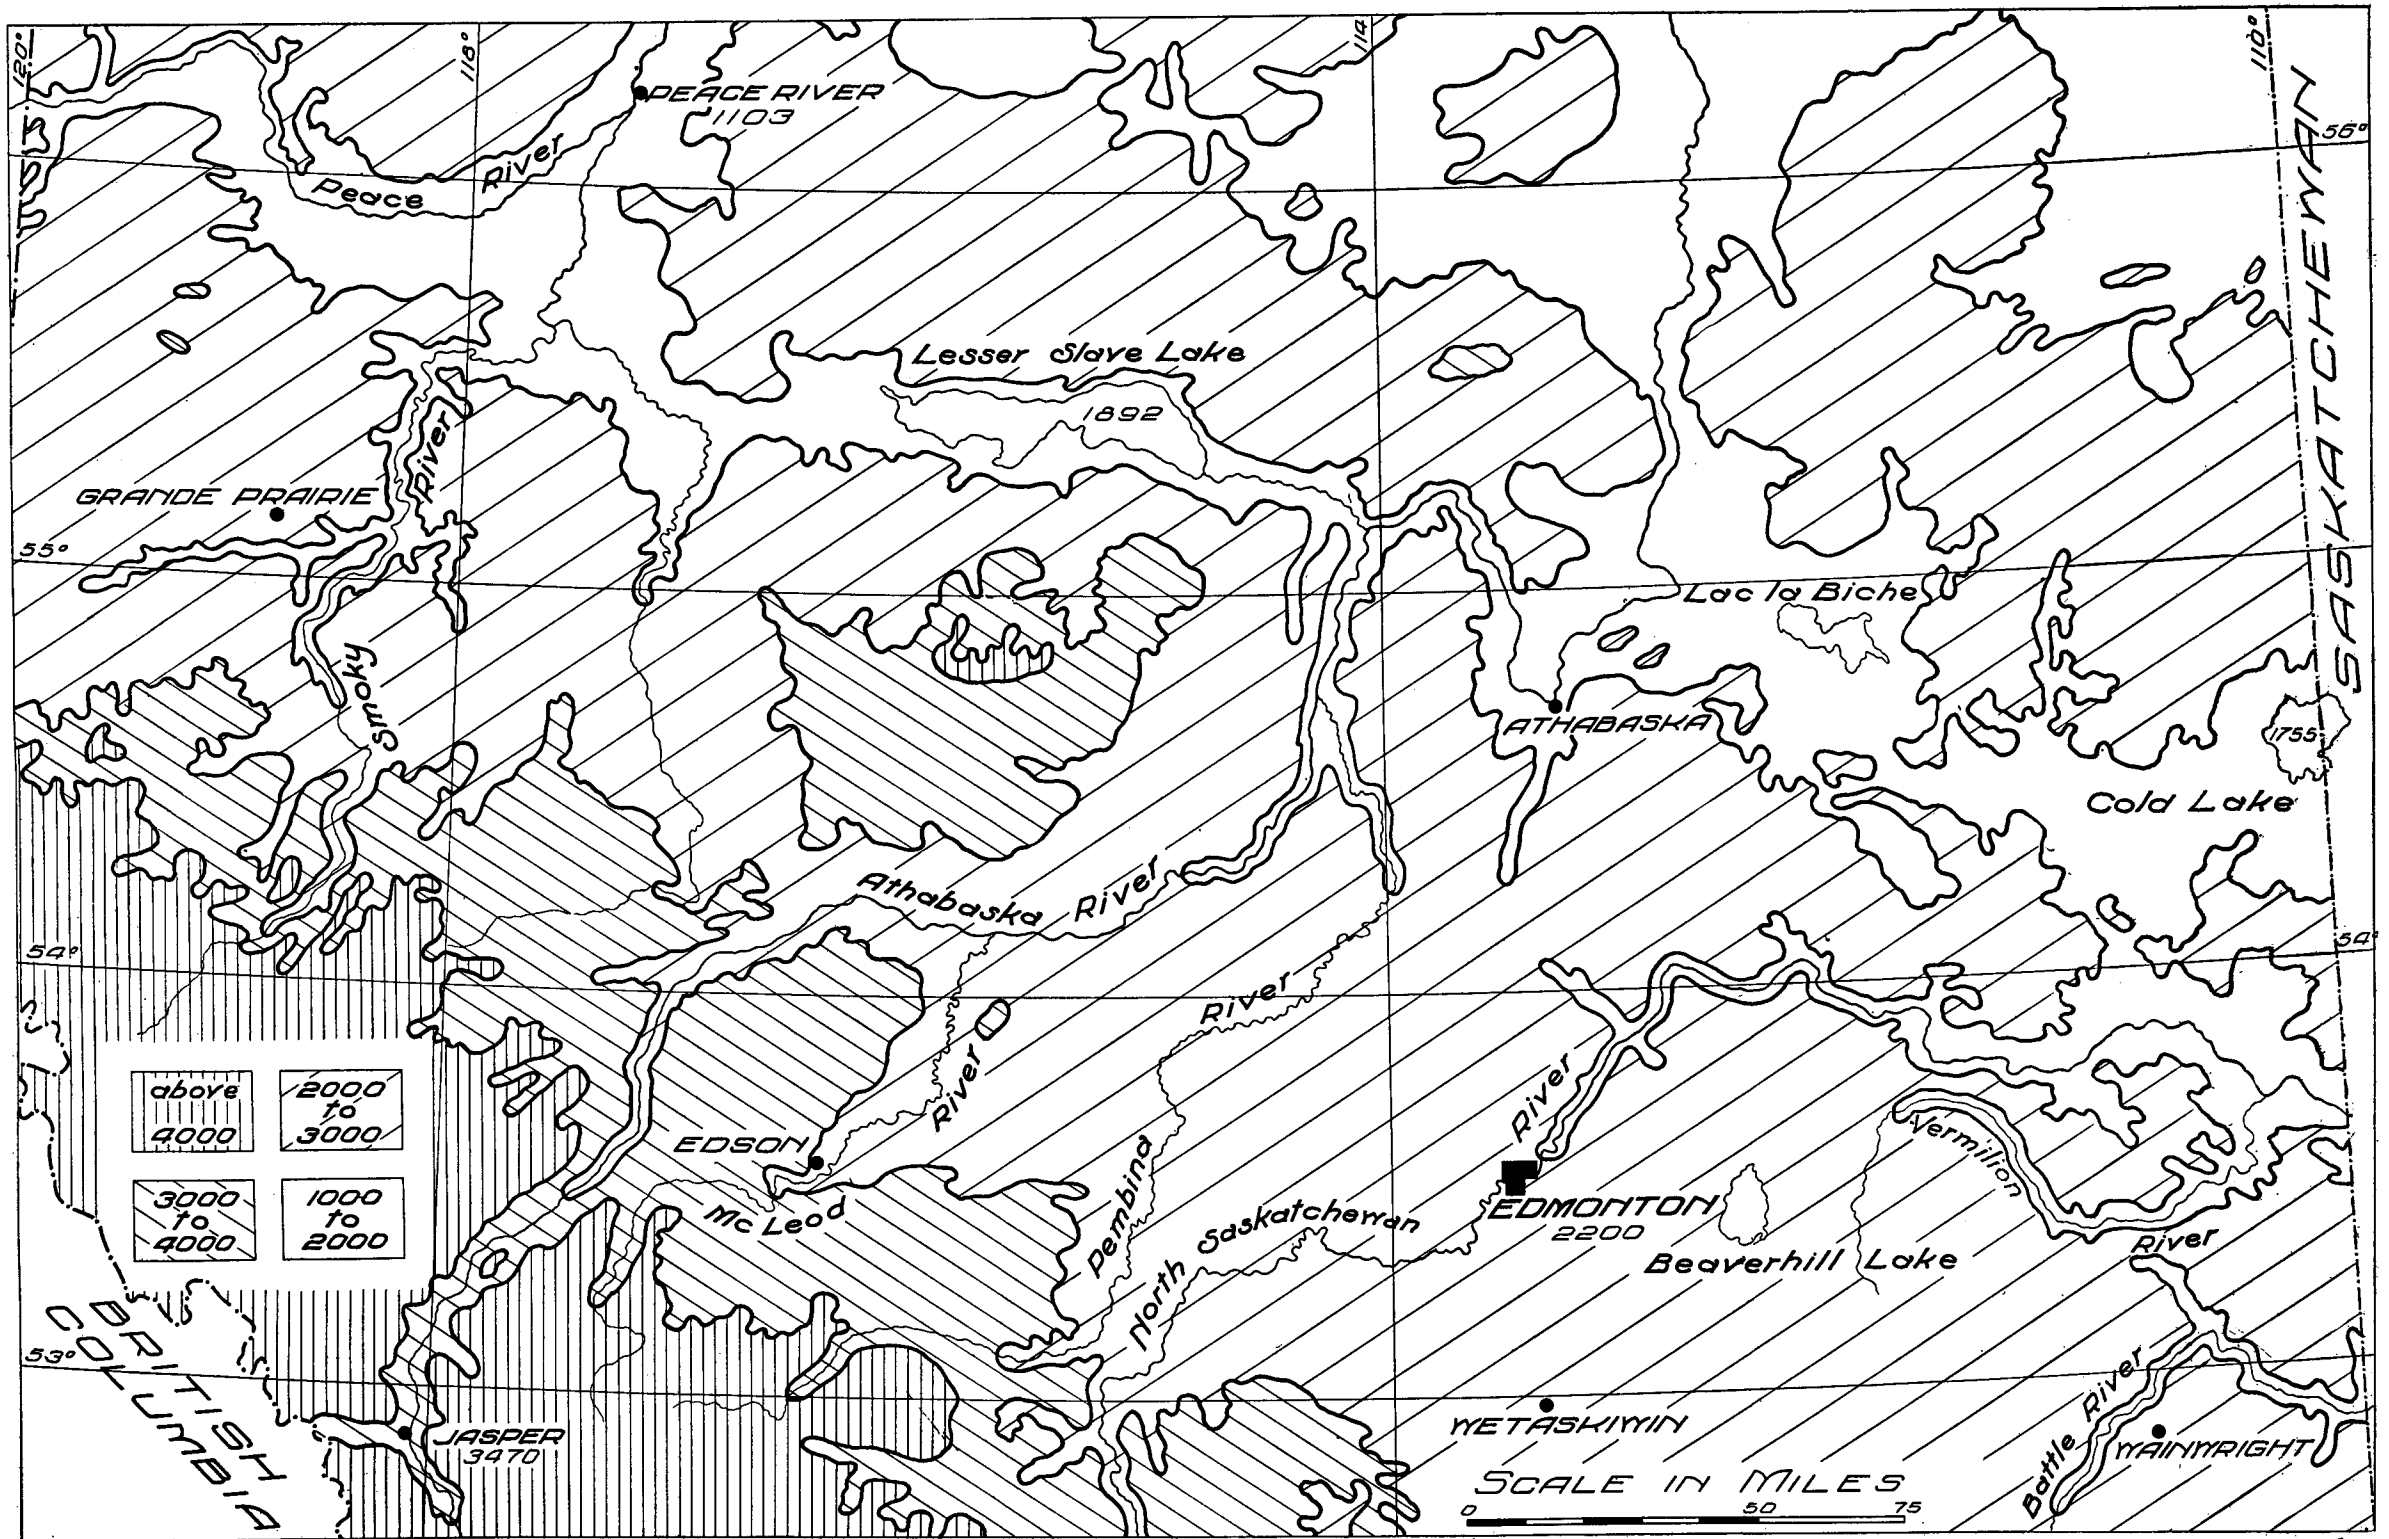 120°
118°
114
110°
PEACE RIVER
1103
56°
Peace River
SASKATCHEWAN
Lesser Slave Lake
1892
River
GRANDE PRAIRIE
55°
Lac la Biche
Smoky
ATHABASKA
1755
Cold Lake
Athabaska River
54°
54°
River
River
River
above
4000
2000
to
3000
EDSON
Vermilion
3000
to
4000
1000
to
2000
Mc Leod
Pembind
North Saskatchewan
EDMONTON
2200
Beaverhill Lake
River
BRITISH
COLUMBIA
53°
JASPER
3470
WETASKIWIN
Battle River
WAINWRIGHT
SCALE IN MILES
0 50 75